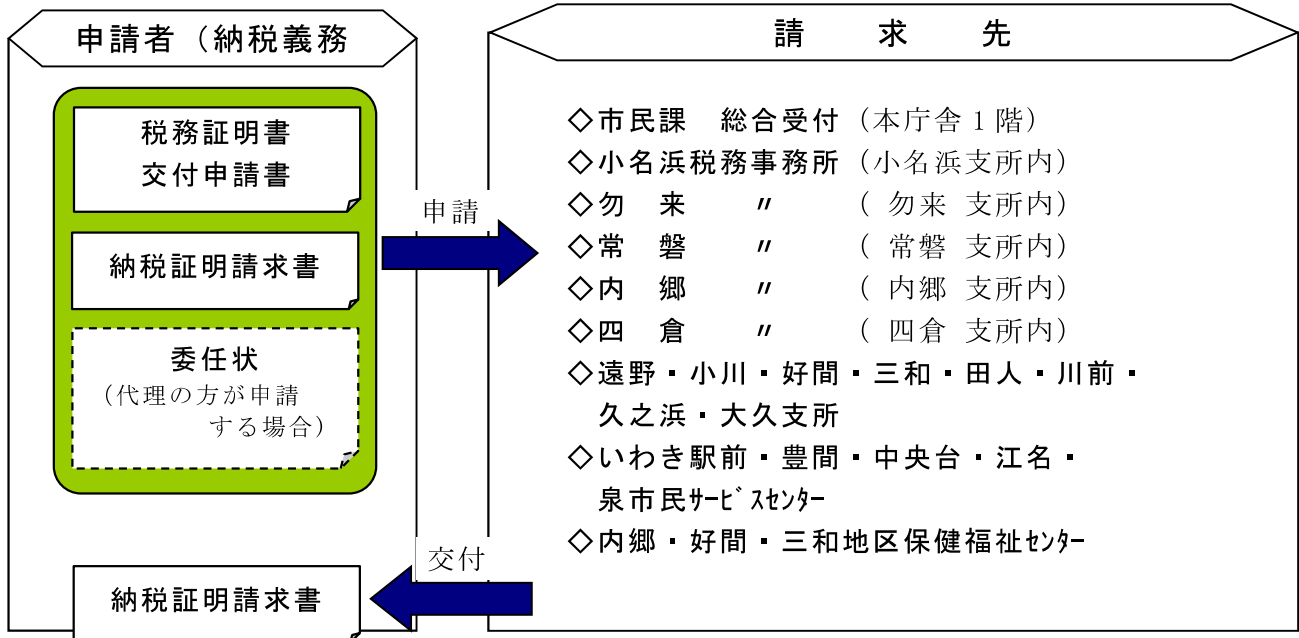 申請者（納税義務
税務証明書
交付申請書
納税証明請求書
委任状
（代理の方が申請
する場合）
申請
交付
納税証明請求書
請　求　先
◇市民課　総合受付（本庁舎１階）
◇小名浜税務事務所（小名浜支所内）
◇勿　来　　〃　　（ 勿来 支所内）
◇常　磐　　〃　　（ 常磐 支所内）
◇内　郷　　〃　　（ 内郷 支所内）
◇四　倉　　〃　　（ 四倉 支所内）
◇遠野・小川・好間・三和・田人・川前・
久之浜・大久支所
◇いわき駅前・豊間・中央台・江名・
泉市民ｻｰﾋﾞｽｾﾝﾀｰ
◇内郷・好間・三和地区保健福祉ｾﾝﾀｰ